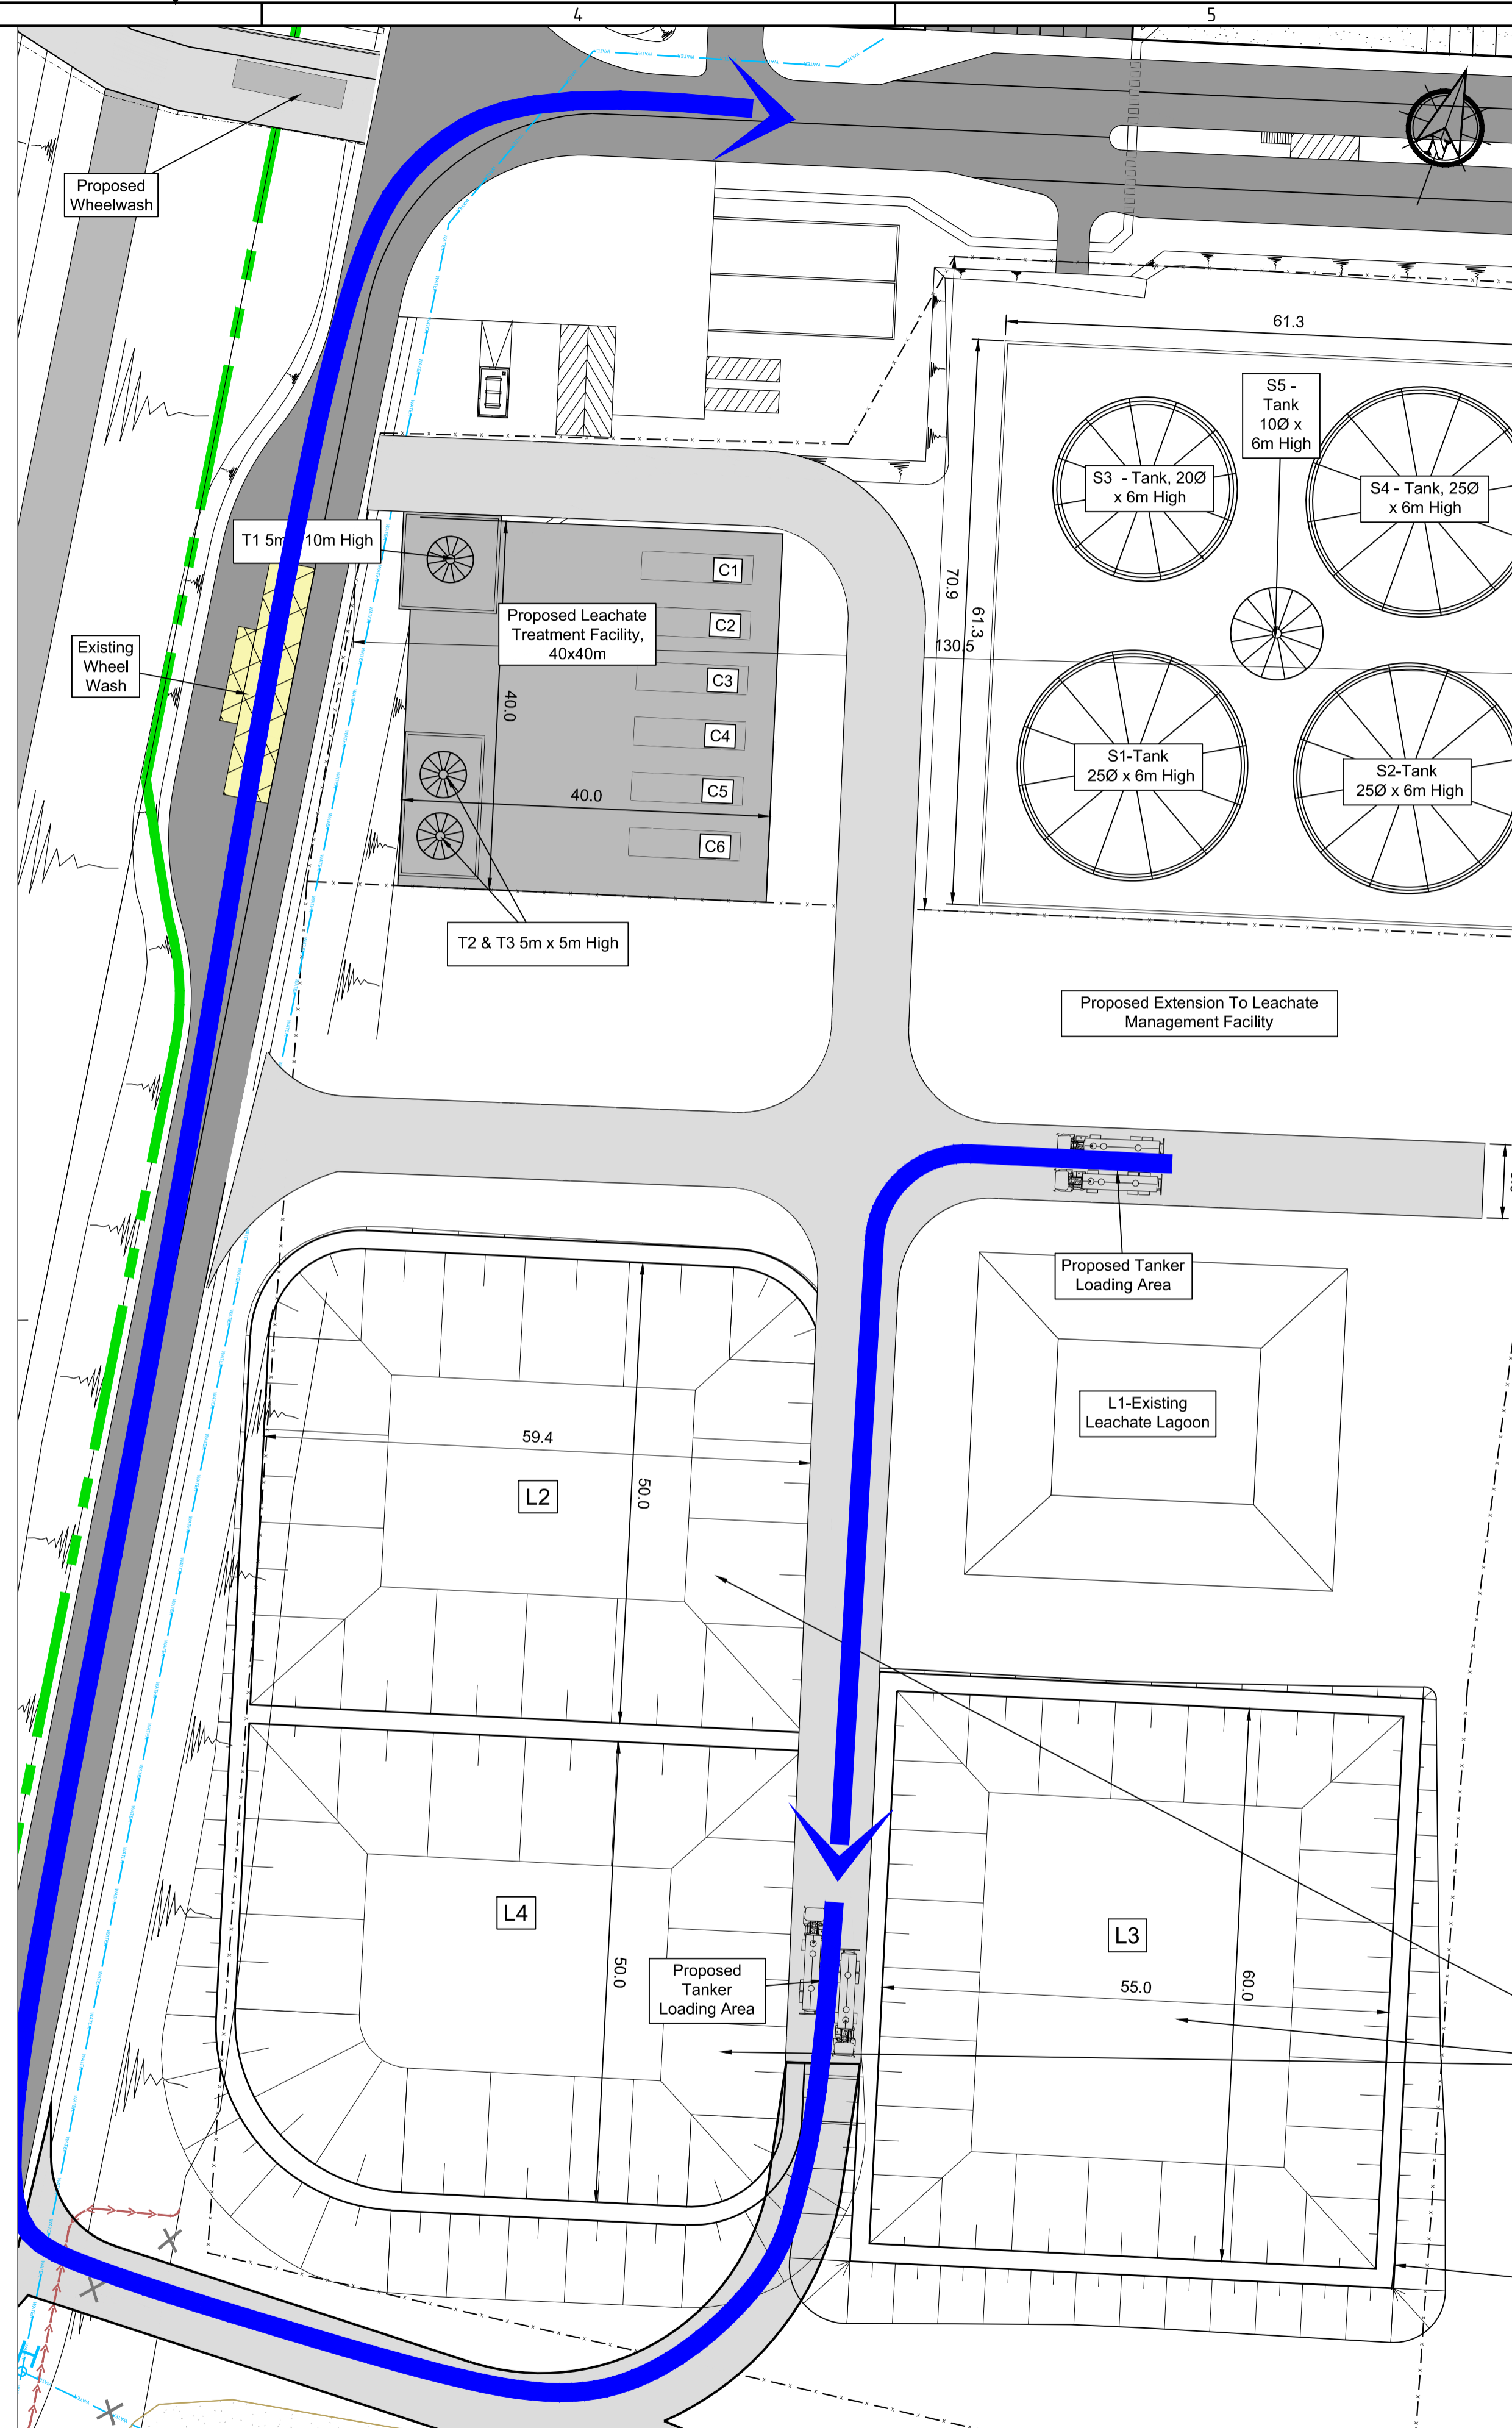 4
5
Proposed
Wheelwash
61.3
S5 -
Tank
10Ø x
6m High
S3 - Tank, 20Ø
x 6m High
S4 - Tank, 25Ø
x 6m High
T1 5m 10m High
C1
C2
C3
C4
C5
C6
Proposed Leachate
Treatment Facility,
40x40m
70.9
61.3
130.5
Existing
Wheel
Wash
40.0
40.0
S1-Tank
25Ø x 6m High
S2-Tank
25Ø x 6m High
T2 & T3 5m x 5m High
Proposed Extension To Leachate
Management Facility
Proposed Tanker
Loading Area
L1-Existing
Leachate Lagoon
59.4
50.0
L2
L4
50.0
Proposed
Tanker
Loading Area
L3
55.0
60.0
WATER
H